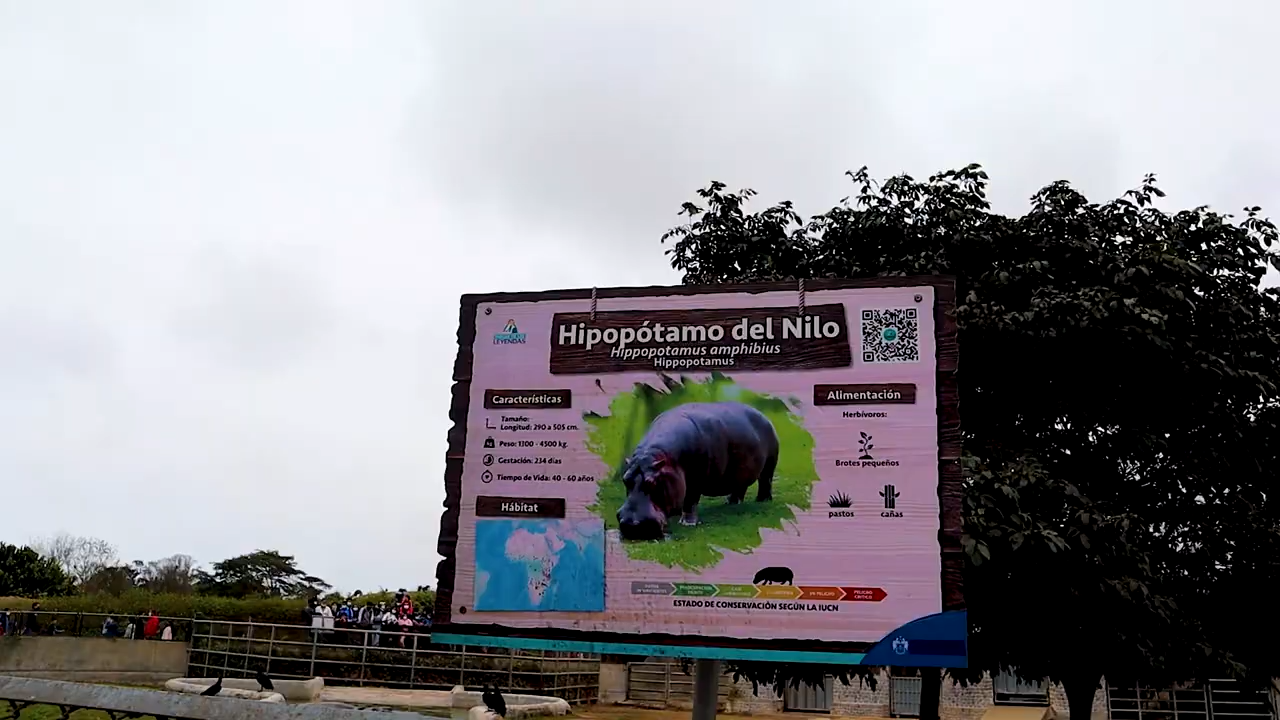 LEYENDAS
Hipopótamo del Nilo
Hippopotamus amphibius
Hippopotamus
Características
Tamaño:
Longitud: 290 a 505 cm.
Peso: 1300 - 4500 kg.
Gestación: 234 días
Tiempo de Vida: 40 - 60 años
Hábitat
Alimentación
Herbívoros:
Brotes pequeños
pastos
cañas
EN PELIGRO
PELIGRO CRÍTICO
ESTADO DE CONSERVACIÓN SEGÚN LA IUCN